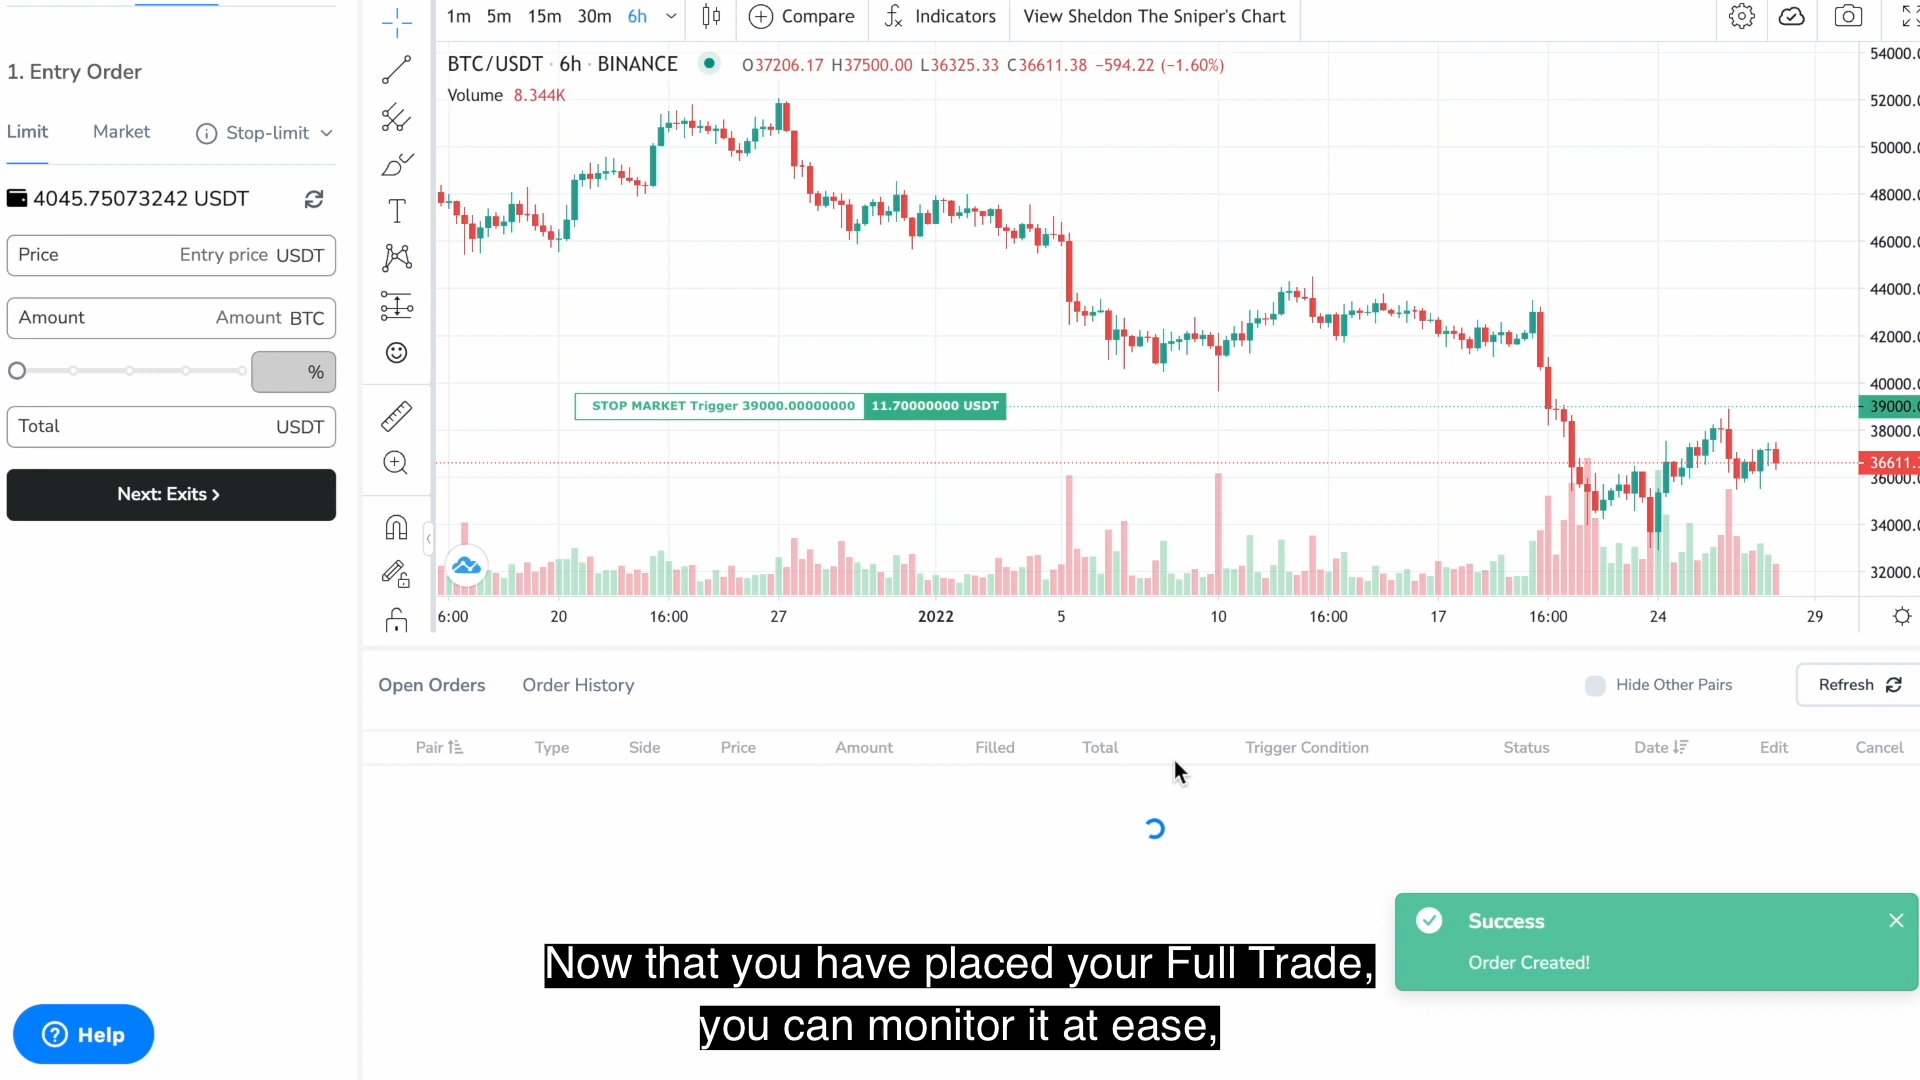 1m 5m 15m 30m 6h Compare Indicators View Sheldon The Sniper's Chart
1. Entry Order
BTC/USDT · 6h · BINANCE O37206.17 H37500.00 L36325.33 C36611.38 −594.22 (−1.60%)
Volume 8.344K
Limit Market Stop-limit
4045.75073242 USDT
Price Entry price USDT
Amount Amount BTC
%
Total USDT
Next: Exits
STOP MARKET Trigger 39000.00000000 11.70000000 USDT
54000.0
52000.0
50000.0
48000.0
46000.0
44000.0
42000.0
40000.0
39000.0
38000.0
36611.3
36000.0
34000.0
32000.0
6:00 20 16:00 27 2022 5 10 16:00 17 16:00 24 29
Open Orders Order History Hide Other Pairs Refresh
Pair Type Side Price Amount Filled Total Trigger Condition Status Date Edit Cancel
Success
Order Created!
Now that you have placed your Full Trade,
you can monitor it at ease,
Help